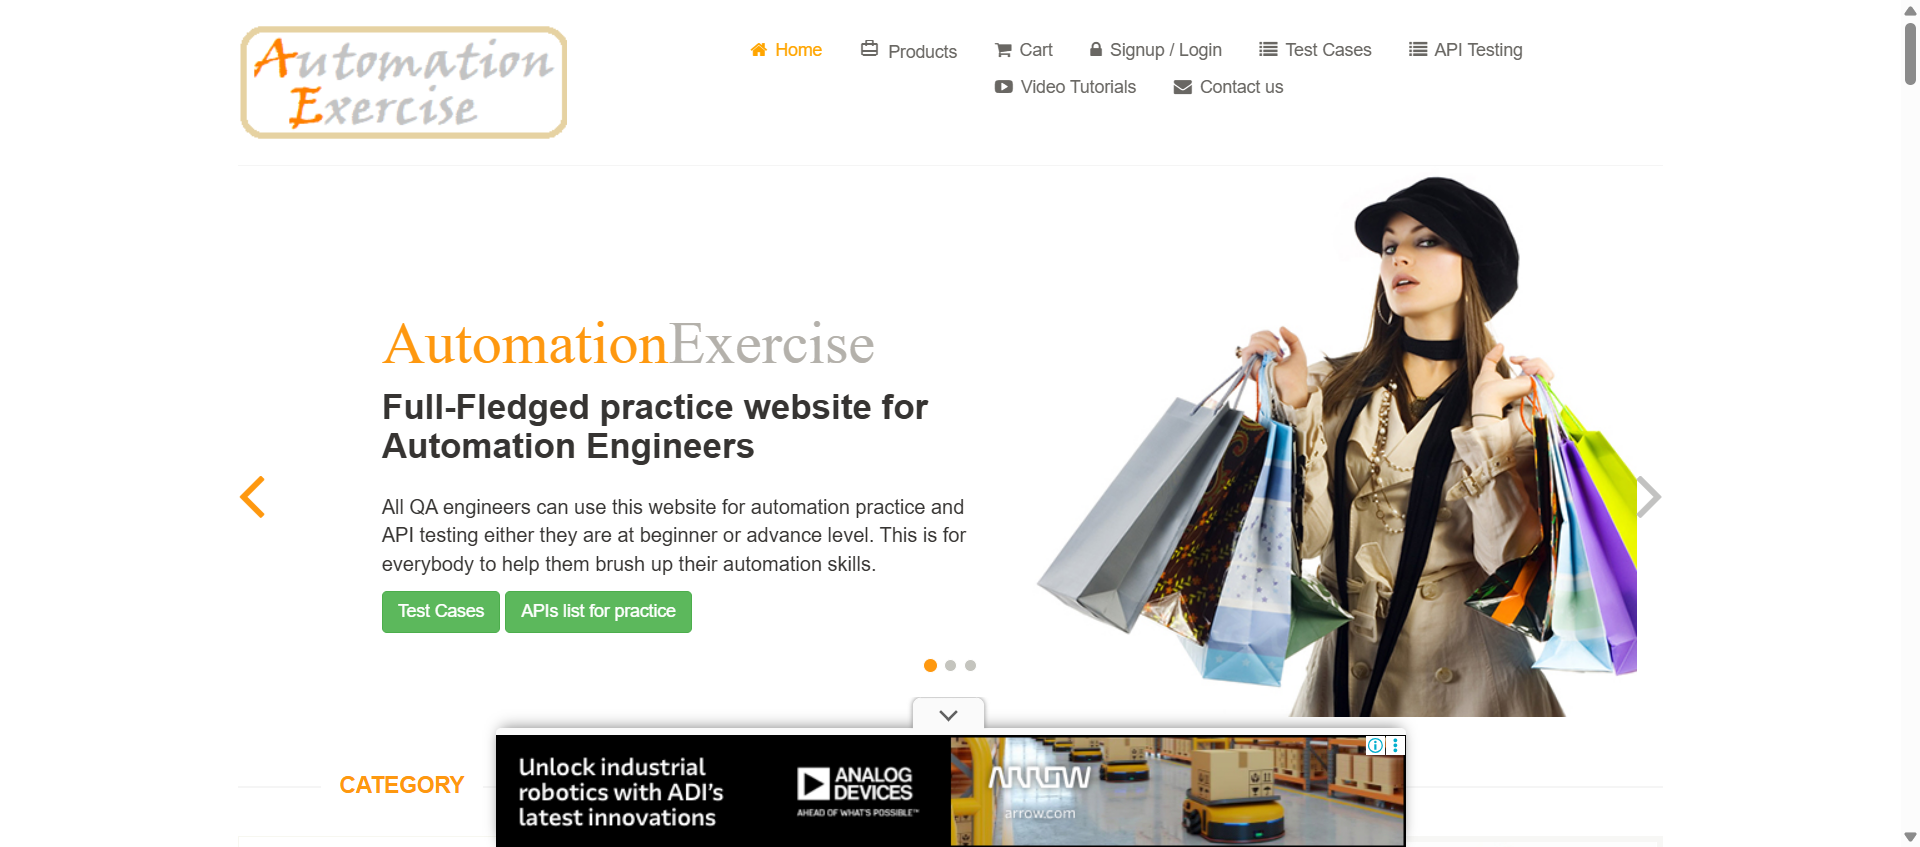 Automation
Exercise
Home Products Cart Signup / Login Test Cases API Testing
Video Tutorials Contact us
AutomationExercise
Full-Fledged practice website for
Automation Engineers
All QA engineers can use this website for automation practice and
API testing either they are at beginner or advance level. This is for
everybody to help them brush up their automation skills.
Test Cases APIs list for practice
CATEGORY
Unlock industrial
robotics with ADI's
latest innovations
ANALOG
DEVICES
AHEAD OF WHAT'S POSSIBLE™
ARROW
arrow.com